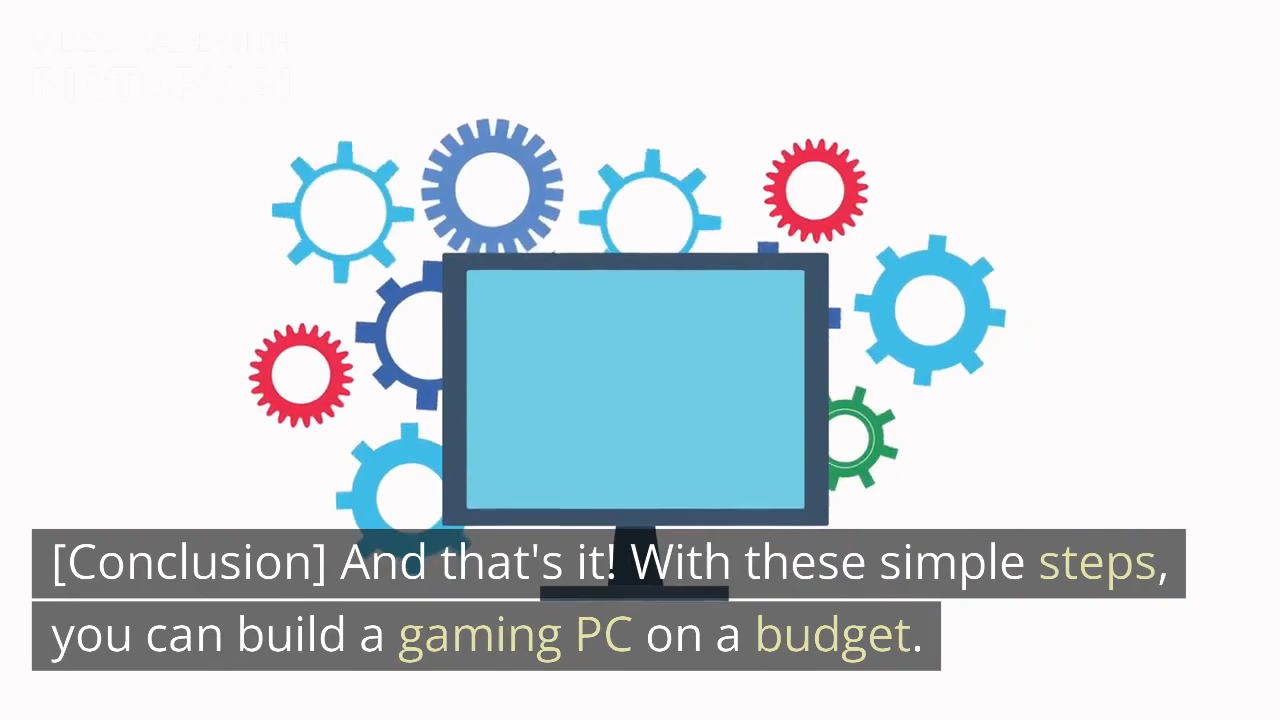 [Conclusion] And that's it! With these simple steps,
you can build a gaming PC on a budget.